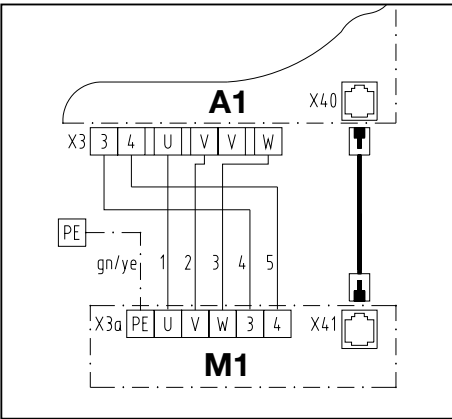 A1 X40
X3 3 4 U V V W
PE
gn/ye 1 2 3 4 5
X3a PE U V W 3 4 X41
M1